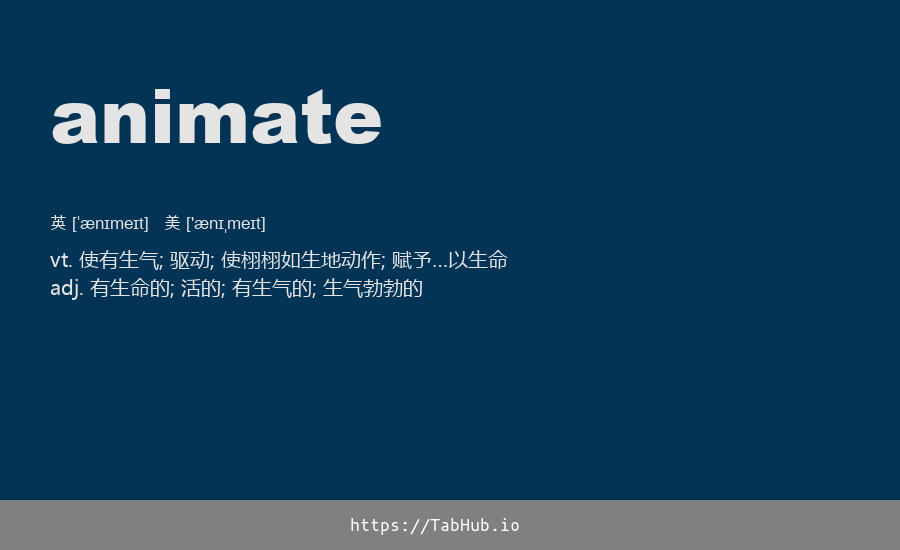 animate
英 [ˈænɪmeɪt] 美 [ˈænɪˌmeɪt]
vt. 使有生气; 驱动; 使栩栩如生地动作; 赋予…以生命
adj. 有生命的; 活的; 有生气的; 生气勃勃的
https://TabHub.io